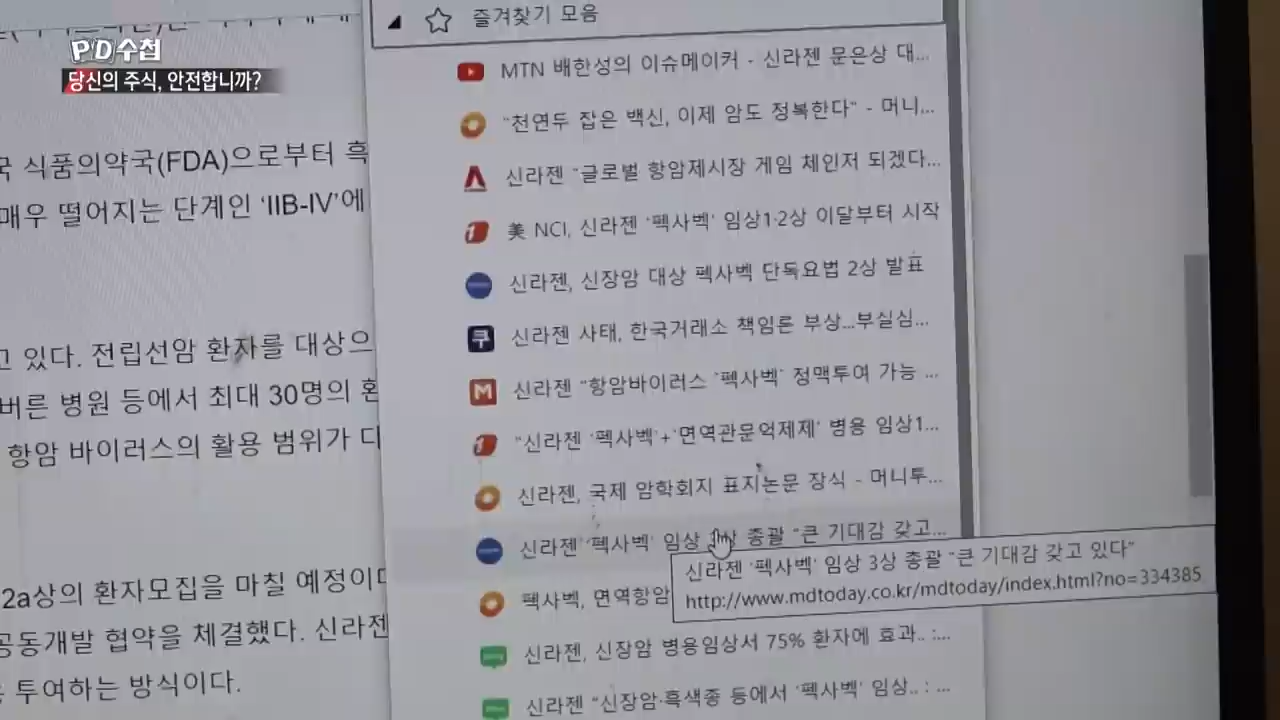 PD수첩
당신의 주식, 안전합니까?
국 식품의약국(FDA)으로부터 흑
매우 떨어지는 단계인 'IIB-IV'에
고 있다. 전립선암 환자를 대상으
버른 병원 등에서 최대 30명의 환
항암 바이러스의 활용 범위가 다
2a상의 환자모집을 마칠 예정이다
공동개발 협약을 체결했다. 신라젠
투여하는 방식이다.
즐겨찾기 모음
MTN 배한성의 이슈메이커 - 신라젠 문은상 대...
"천연두 잡은 백신, 이제 암도 정복한다" - 머니...
신라젠 "글로벌 항암제시장 게임 체인저 되겠다...
美 NCI, 신라젠 '펙사벡' 임상1·2상 이달부터 시작
신라젠, 신장암 대상 펙사벡 단독요법 2상 발표
쿠 신라젠 사태, 한국거래소 책임론 부상...부실심...
M 신라젠 "항암바이러스 '펙사벡' 정맥투여 가능 ...
"신라젠 '펙사벡'+'면역관문억제제' 병용 임상1...
신라젠, 국제 암학회지 표지논문 장식 - 머니투...
신라젠 '펙사벡' 임상 3상 총괄 "큰 기대감 갖고...
신라젠 '펙사벡' 임상 3상 총괄 "큰 기대감 갖고 있다"
http://www.mdtoday.co.kr/mdtoday/index.html?no=334385
펙사벡, 면역항암
신라젠, 신장암 병용임상서 75% 환자에 효과.. :...
신라젠 "신장암·흑색종 등에서 '펙사벡' 임상.. : ...